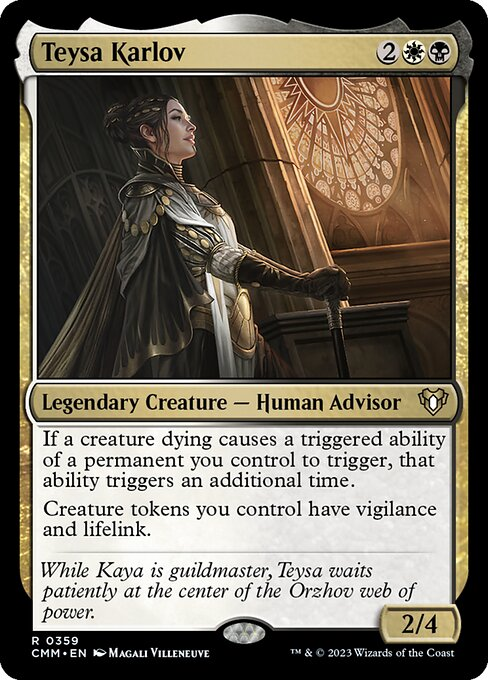 Teysa Karlov 2
Legendary Creature — Human Advisor
If a creature dying causes a triggered ability
of a permanent you control to trigger, that
ability triggers an additional time.
Creature tokens you control have vigilance
and lifelink.
While Kaya is guildmaster, Teysa waits
patiently at the center of the Orzhov web of
power.
2/4
R 0359
CMM • EN Magali Villeneuve
™ & © 2023 Wizards of the Coast